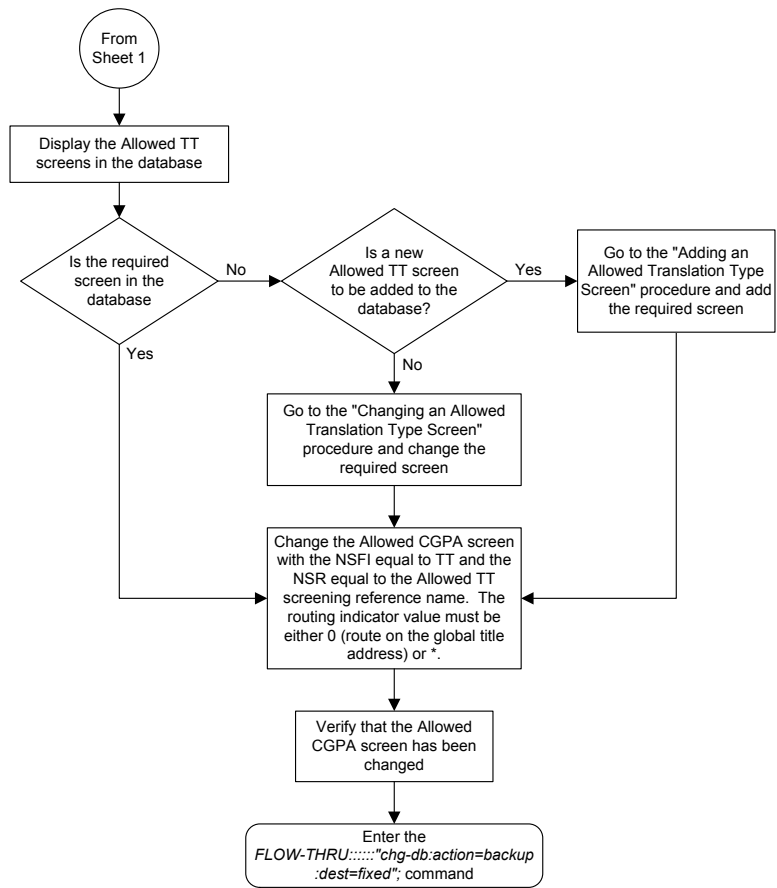 From
Sheet 1
Display the Allowed TT
screens in the database
Is the required
screen in the
database
No
Is a new
Allowed TT screen
to be added to the
database?
Yes
Go to the "Adding an
Allowed Translation Type
Screen" procedure and add
the required screen
Yes
No
Go to the "Changing an Allowed
Translation Type Screen"
procedure and change the
required screen
Change the Allowed CGPA screen
with the NSFI equal to TT and the
NSR equal to the Allowed TT
screening reference name. The
routing indicator value must be
either 0 (route on the global title
address) or *.
Verify that the Allowed
CGPA screen has been
changed
Enter the
FLOW-THRU::::::"chg-db:action=backup
:dest=fixed"; command